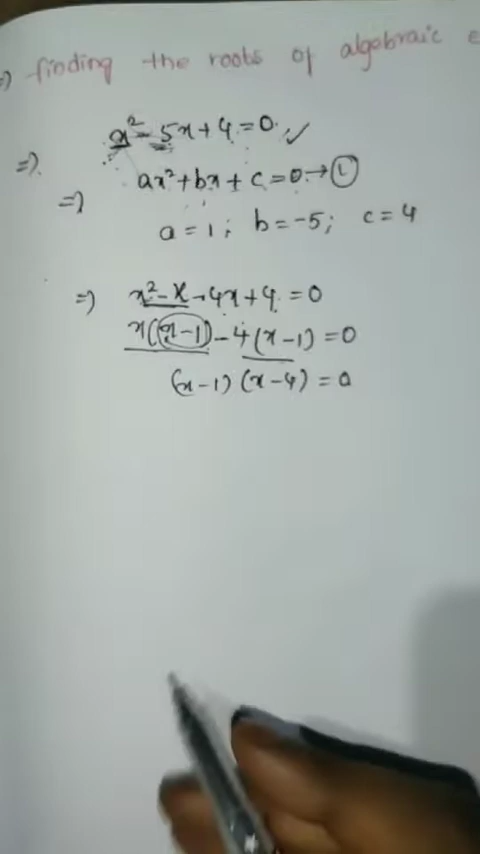 =) finding the roots of algebraic
x² - 5x + 4 = 0 ✓
=) ax² + bx + c = 0 → ①
=) a = 1; b = -5; c = 4
=) x² - x - 4x + 4 = 0
x(x-1) - 4(x-1) = 0
(x-1)(x-4) = 0